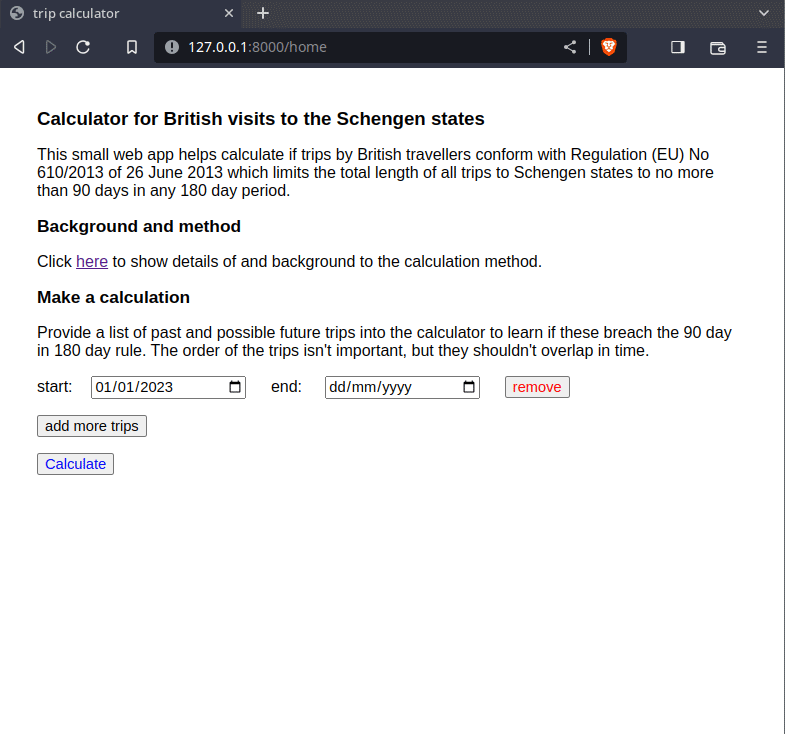 trip calculator
127.0.0.1:8000/home
Calculator for British visits to the Schengen states
This small web app helps calculate if trips by British travellers conform with Regulation (EU) No
610/2013 of 26 June 2013 which limits the total length of all trips to Schengen states to no more
than 90 days in any 180 day period.
Background and method
Click here to show details of and background to the calculation method.
Make a calculation
Provide a list of past and possible future trips into the calculator to learn if these breach the 90 day
in 180 day rule. The order of the trips isn't important, but they shouldn't overlap in time.
start: 01/01/2023 end: dd/mm/yyyy remove
add more trips
Calculate